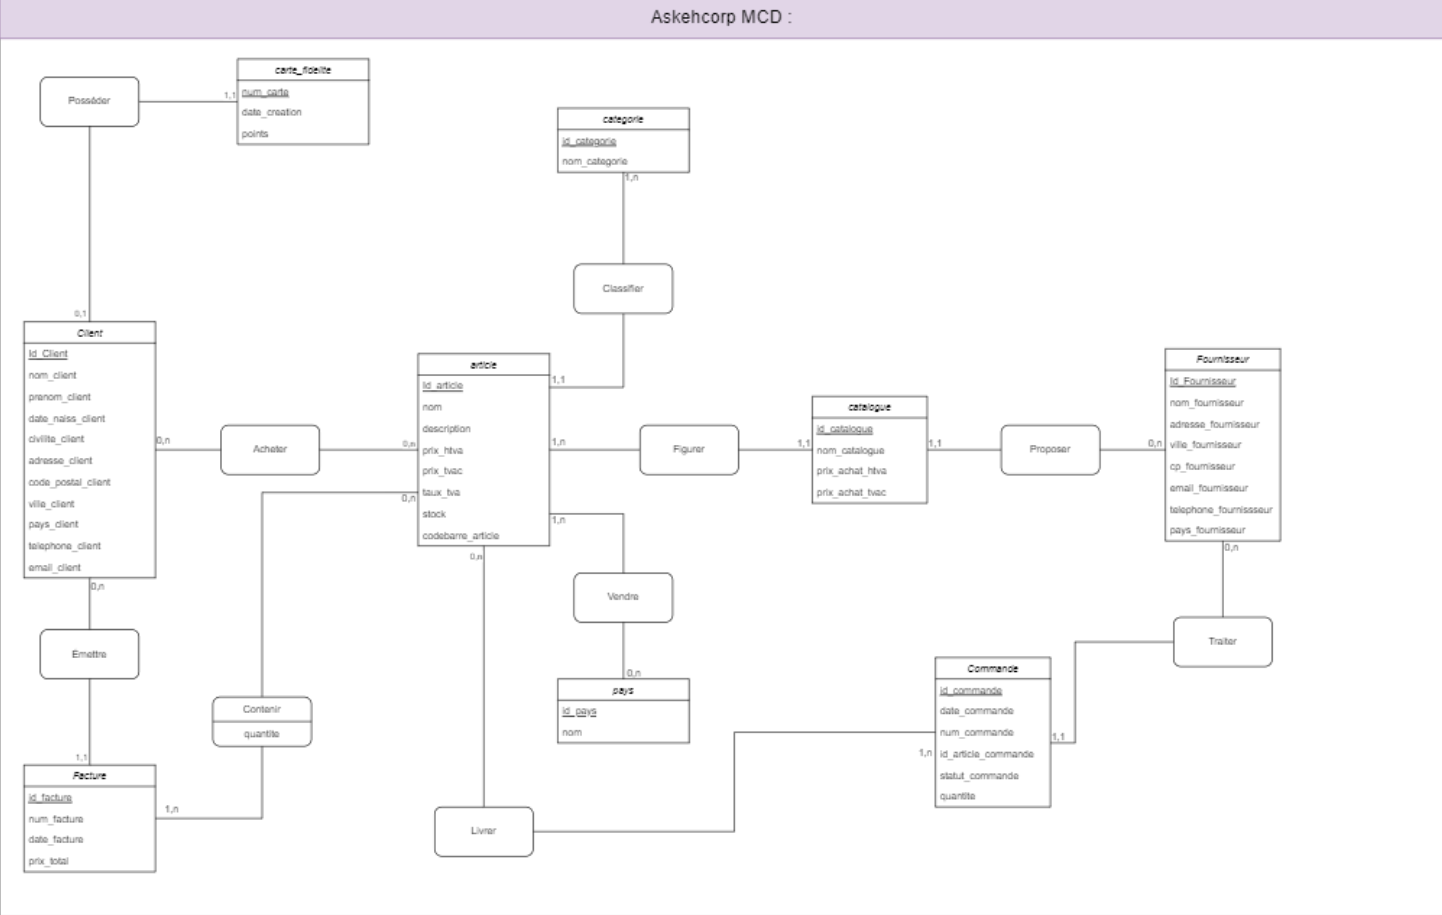 Askehcorp MCD :
Posséder
1,1
carte_fidelite
num_carte
date_creation
points
categorie
id_categorie
nom_categorie
1,n
Classifier
0,1
Client
Id_Client
nom_client
prenom_client
date_naiss_client
civilite_client
adresse_client
code_postal_client
ville_client
pays_client
telephone_client
email_client
0,n
Acheter
0,n
article
Id_article
nom
description
prix_htva
prix_tvac
taux_tva
stock
codebarre_article
1,1
1,n
Figurer
1,1
catalogue
id_catalogue
nom_catalogue
prix_achat_htva
prix_achat_tvac
1,1
Proposer
0,n
Fournisseur
Id_Fournisseur
nom_fournisseur
adresse_fournisseur
ville_fournisseur
cp_fournisseur
email_fournisseur
telephone_fournissseur
pays_fournisseur
0,n
0,n
1,n
0,n
0,n
Emettre
Vendre
Traiter
0,n
pays
id_pays
nom
Commande
id_commande
date_commande
num_commande
id_article_commande
statut_commande
quantite
1,n
1,1
Contenir
quantite
1,1
Facture
id_facture
num_facture
date_facture
prix_total
1,n
Livrer